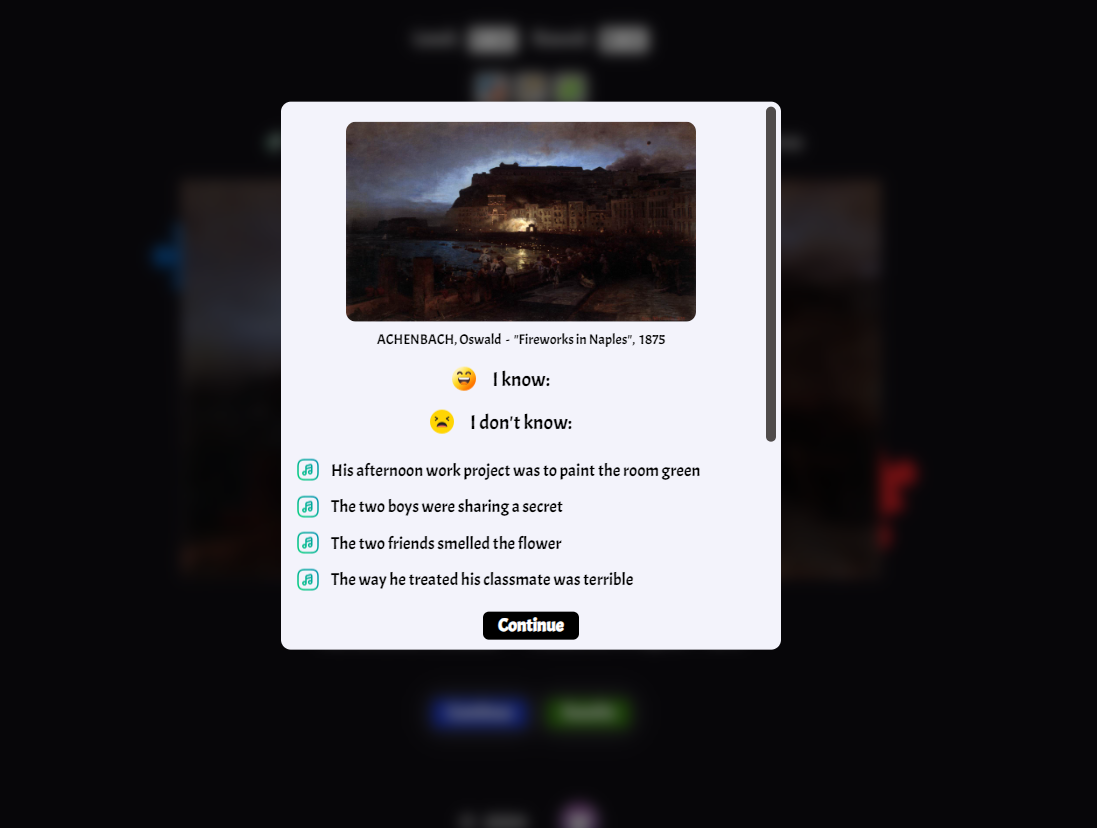 ACHENBACH, Oswald - "Fireworks in Naples", 1875
I know:
I don't know:
His afternoon work project was to paint the room green
The two boys were sharing a secret
The two friends smelled the flower
The way he treated his classmate was terrible
Continue